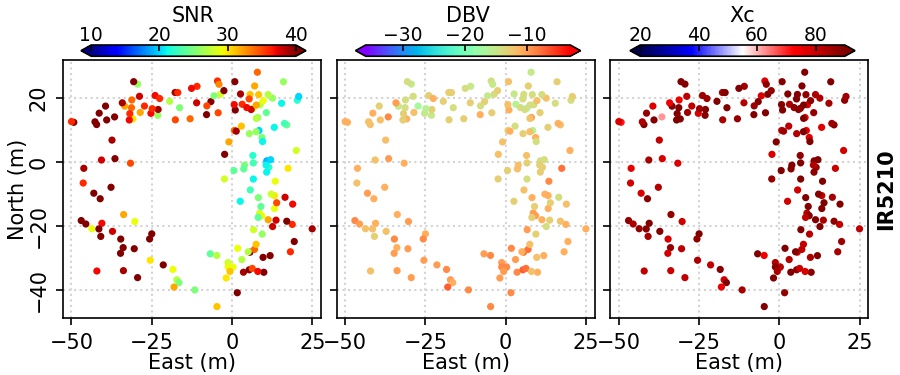 SNR DBV Xc
10 20 30 40 −30 −20 −10 20 40 60 80
20
0
−20
−40
North (m)
IR5210
−50 −25 0 25 −50 −25 0 25 −50 −25 0 25
East (m) East (m) East (m)